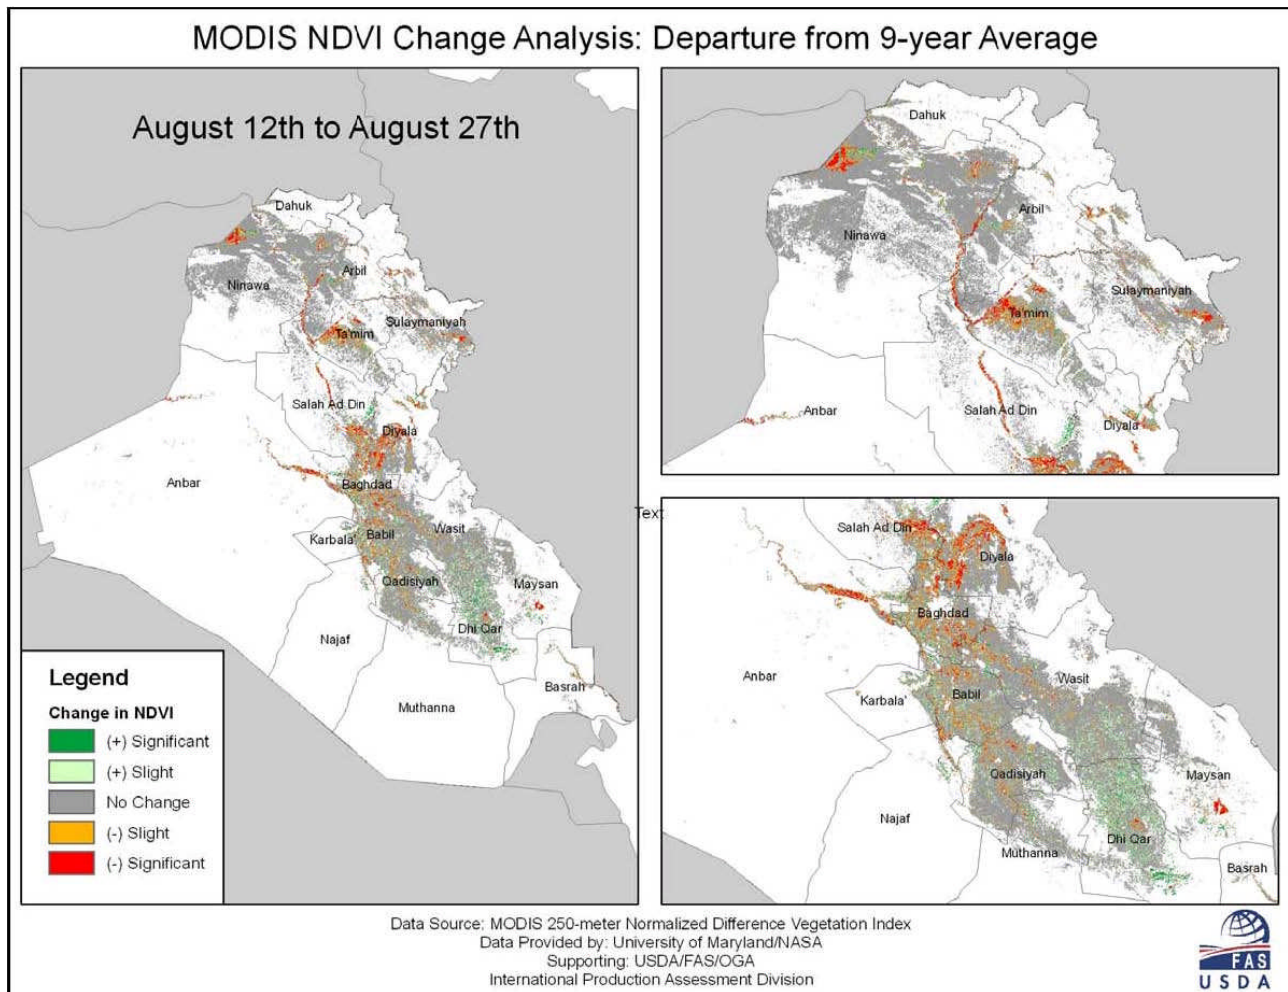 MODIS NDVI Change Analysis: Departure from 9-year Average
August 12th to August 27th
Dahuk
Ninawa
Arbil
Sulaymaniyah
Ta'mim
Salah Ad Din
Diyala
Anbar
Baghdad
Wasit
Karbala'
Babil
Qadisiyah
Maysan
Dhi Qar
Najaf
Basrah
Muthanna
Legend
Change in NDVI
(+) Significant
(+) Slight
No Change
(-) Slight
(-) Significant
Dahuk
Arbil
Ninawa
Sulaymaniyah
Ta'mim
Anbar
Salah Ad Din
Diyala
Text
Salah Ad Din
Diyala
Baghdad
Anbar
Wasit
Karbala'
Babil
Qadisiyah
Maysan
Najaf
Dhi Qar
Muthanna
Basrah
Data Source: MODIS 250-meter Normalized Difference Vegetation Index
Data Provided by: University of Maryland/NASA
Supporting: USDA/FAS/OGA
International Production Assessment Division
FAS
USDA